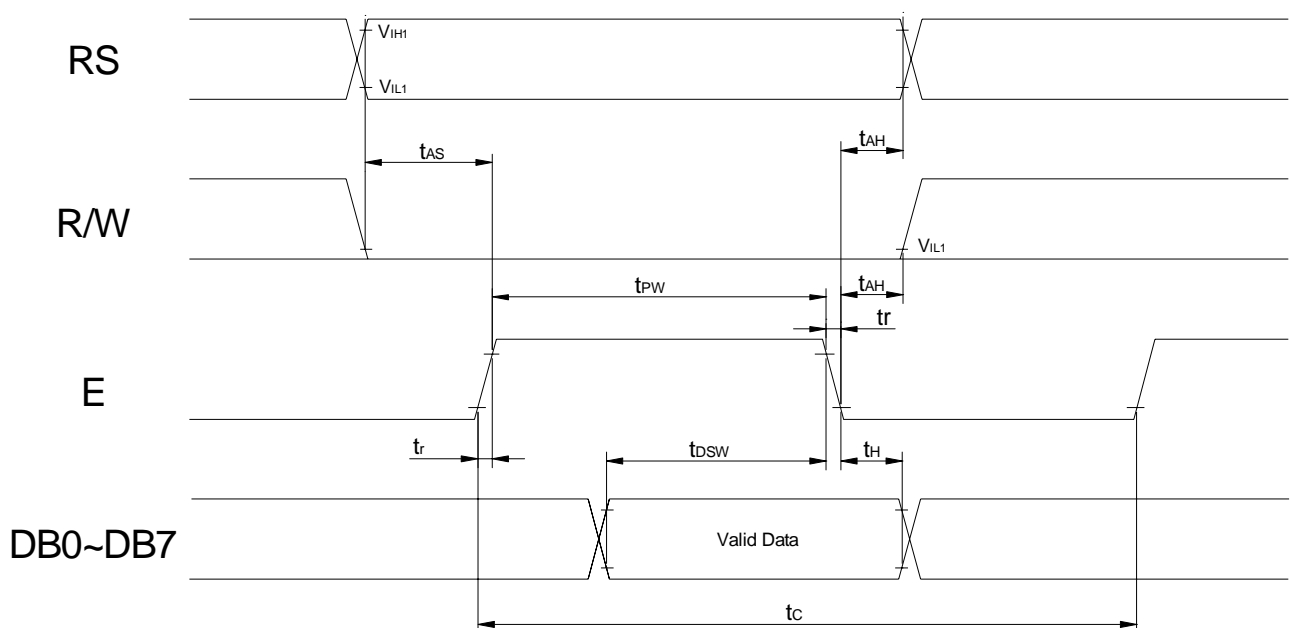 RS
VIH1
VIL1
tAS
tAH
R/W
VIL1
tPW
tAH
tr
E
tr
tDSW
tH
DB0~DB7
Valid Data
tC